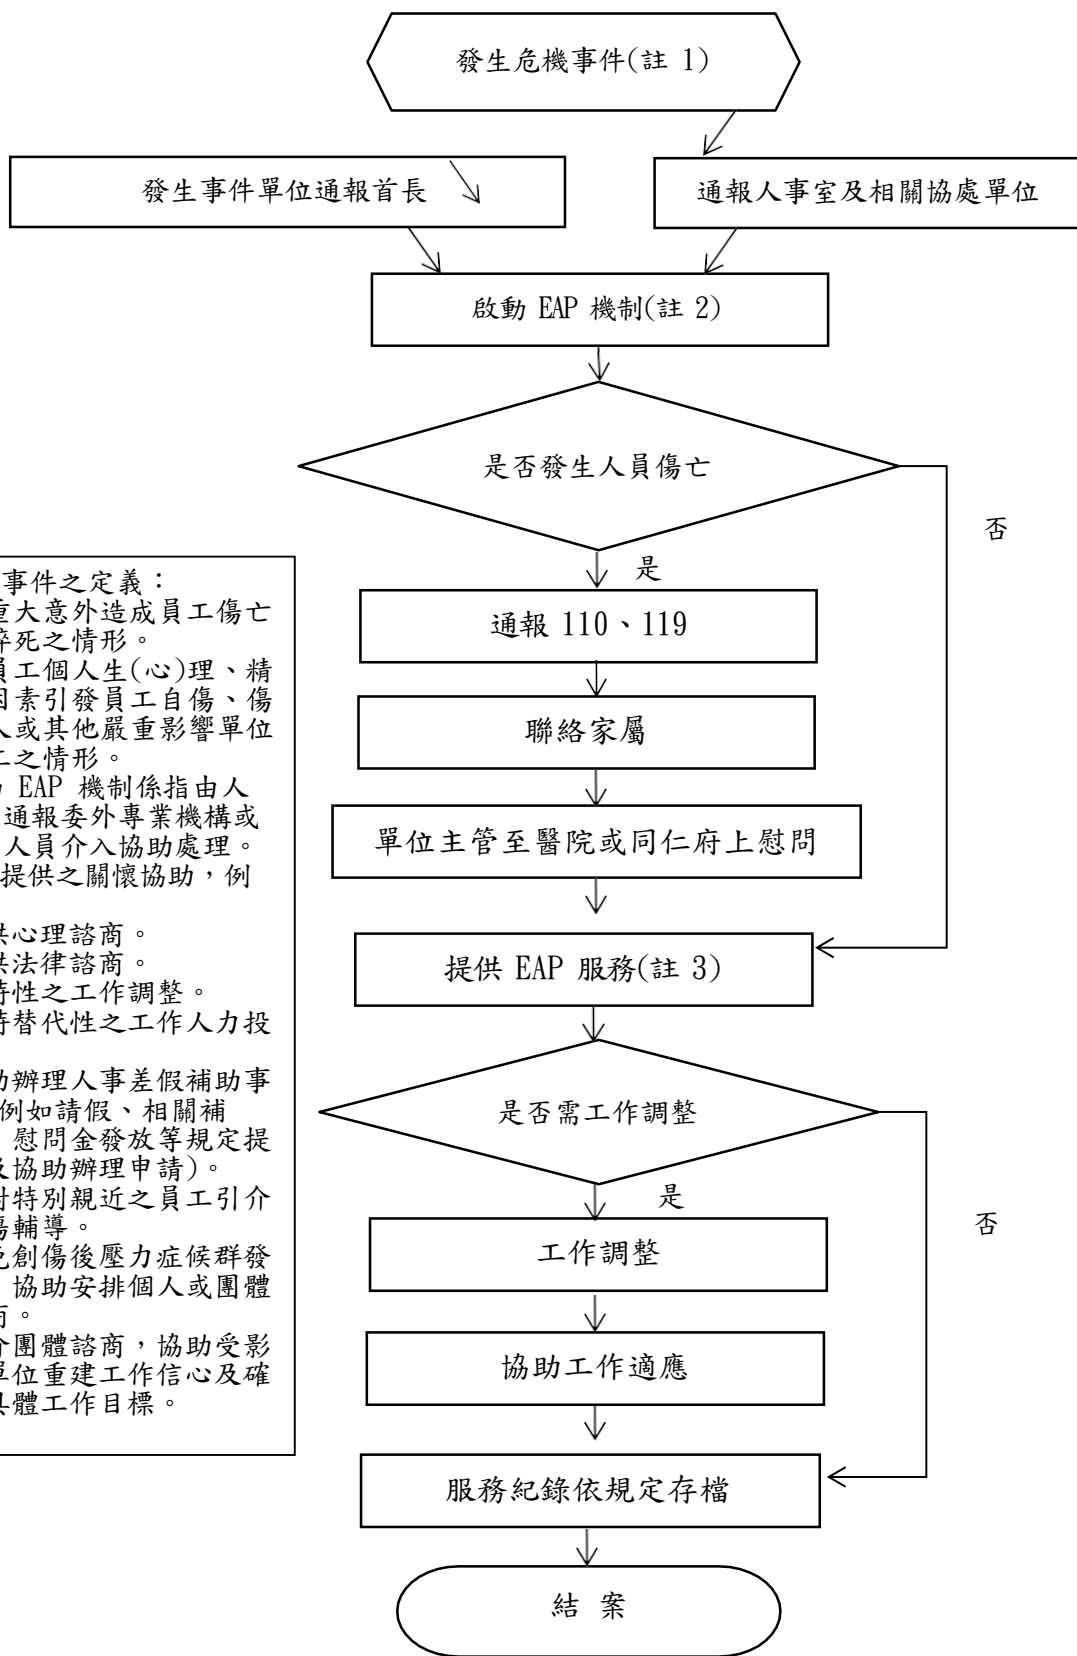 發生危機事件(註 1)
發生事件單位通報首長
通報人事室及相關協處單位
啟動 EAP 機制(註 2)
是否發生人員傷亡
否
是
通報 110、119
聯絡家屬
單位主管至醫院或同仁府上慰問
提供 EAP 服務(註 3)
是否需工作調整
是
否
工作調整
協助工作適應
服務紀錄依規定存檔
結 案
事件之定義：
重大意外造成員工傷亡
猝死之情形。
員工個人生(心)理、精
因素引發員工自傷、傷
人或其他嚴重影響單位
工之情形。
EAP 機制係指由人
通報委外專業機構或
人員介入協助處理。
提供之關懷協助，例
供心理諮商。
供法律諮商。
時性之工作調整。
時替代性之工作人力投
助辦理人事差假補助事
例如請假、相關補
慰問金發放等規定提
及協助辦理申請)。
對特別親近之員工引介
傷輔導。
免創傷後壓力症候群發
協助安排個人或團體
商。
介團體諮商，協助受影
單位重建工作信心及確
具體工作目標。